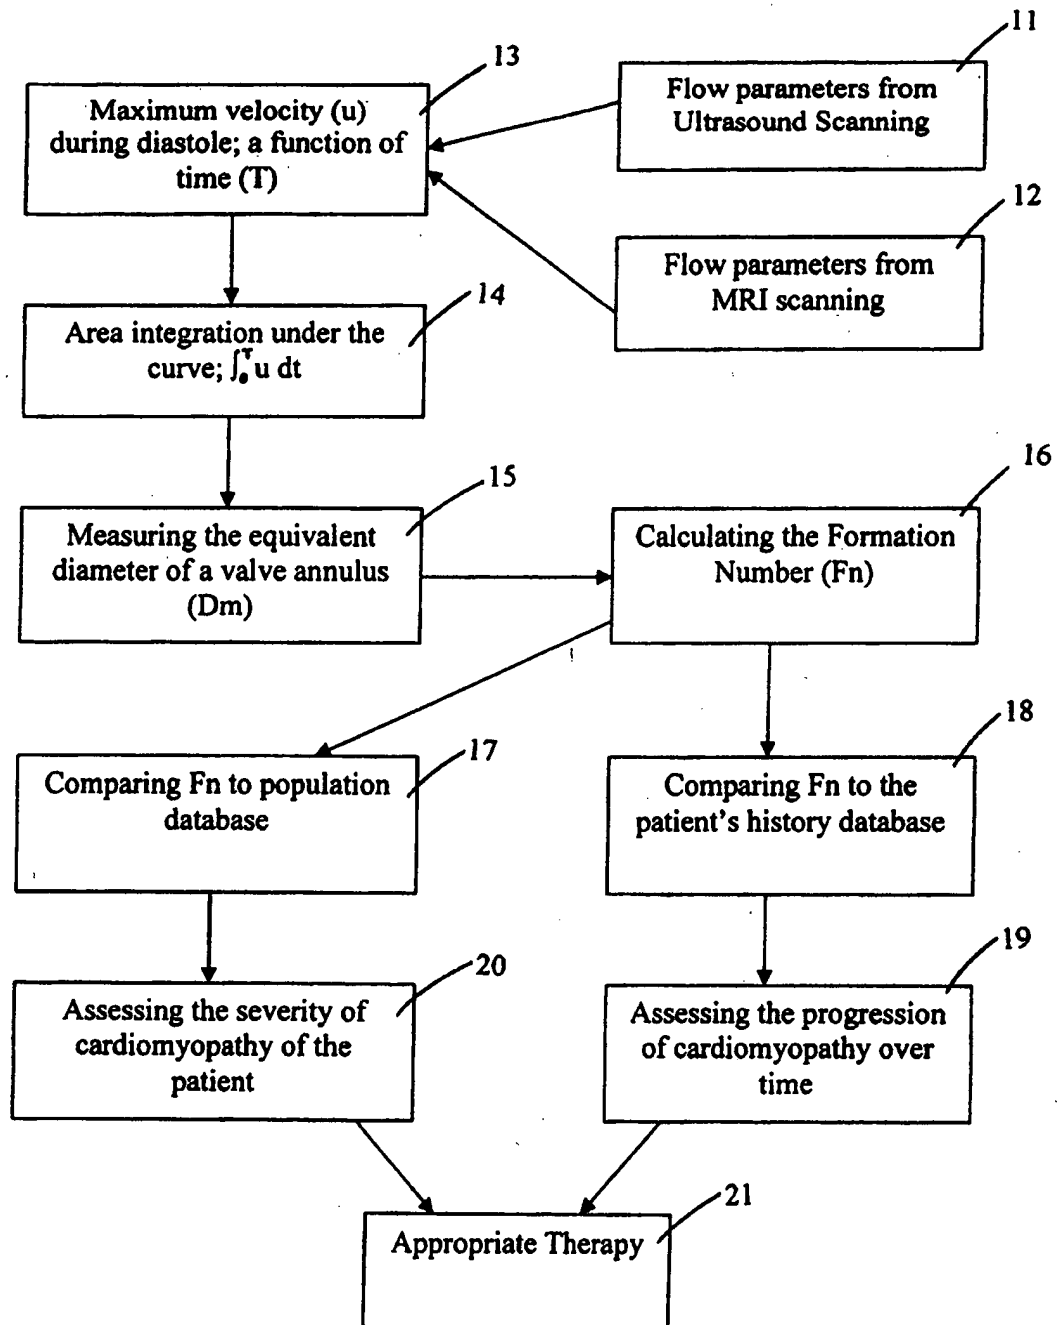 11
13
Flow parameters from
Ultrasound Scanning
Maximum velocity (u)
during diastole; a function of
time (T)
12
Flow parameters from
MRI scanning
14
Area integration under the
curve; ∫₀ᵀ u dt
16
15
Measuring the equivalent
diameter of a valve annulus
(Dm)
Calculating the Formation
Number (Fn)
18
17
Comparing Fn to population
database
Comparing Fn to the
patient's history database
19
20
Assessing the severity of
cardiomyopathy of the
patient
Assessing the progression
of cardiomyopathy over
time
21
Appropriate Therapy